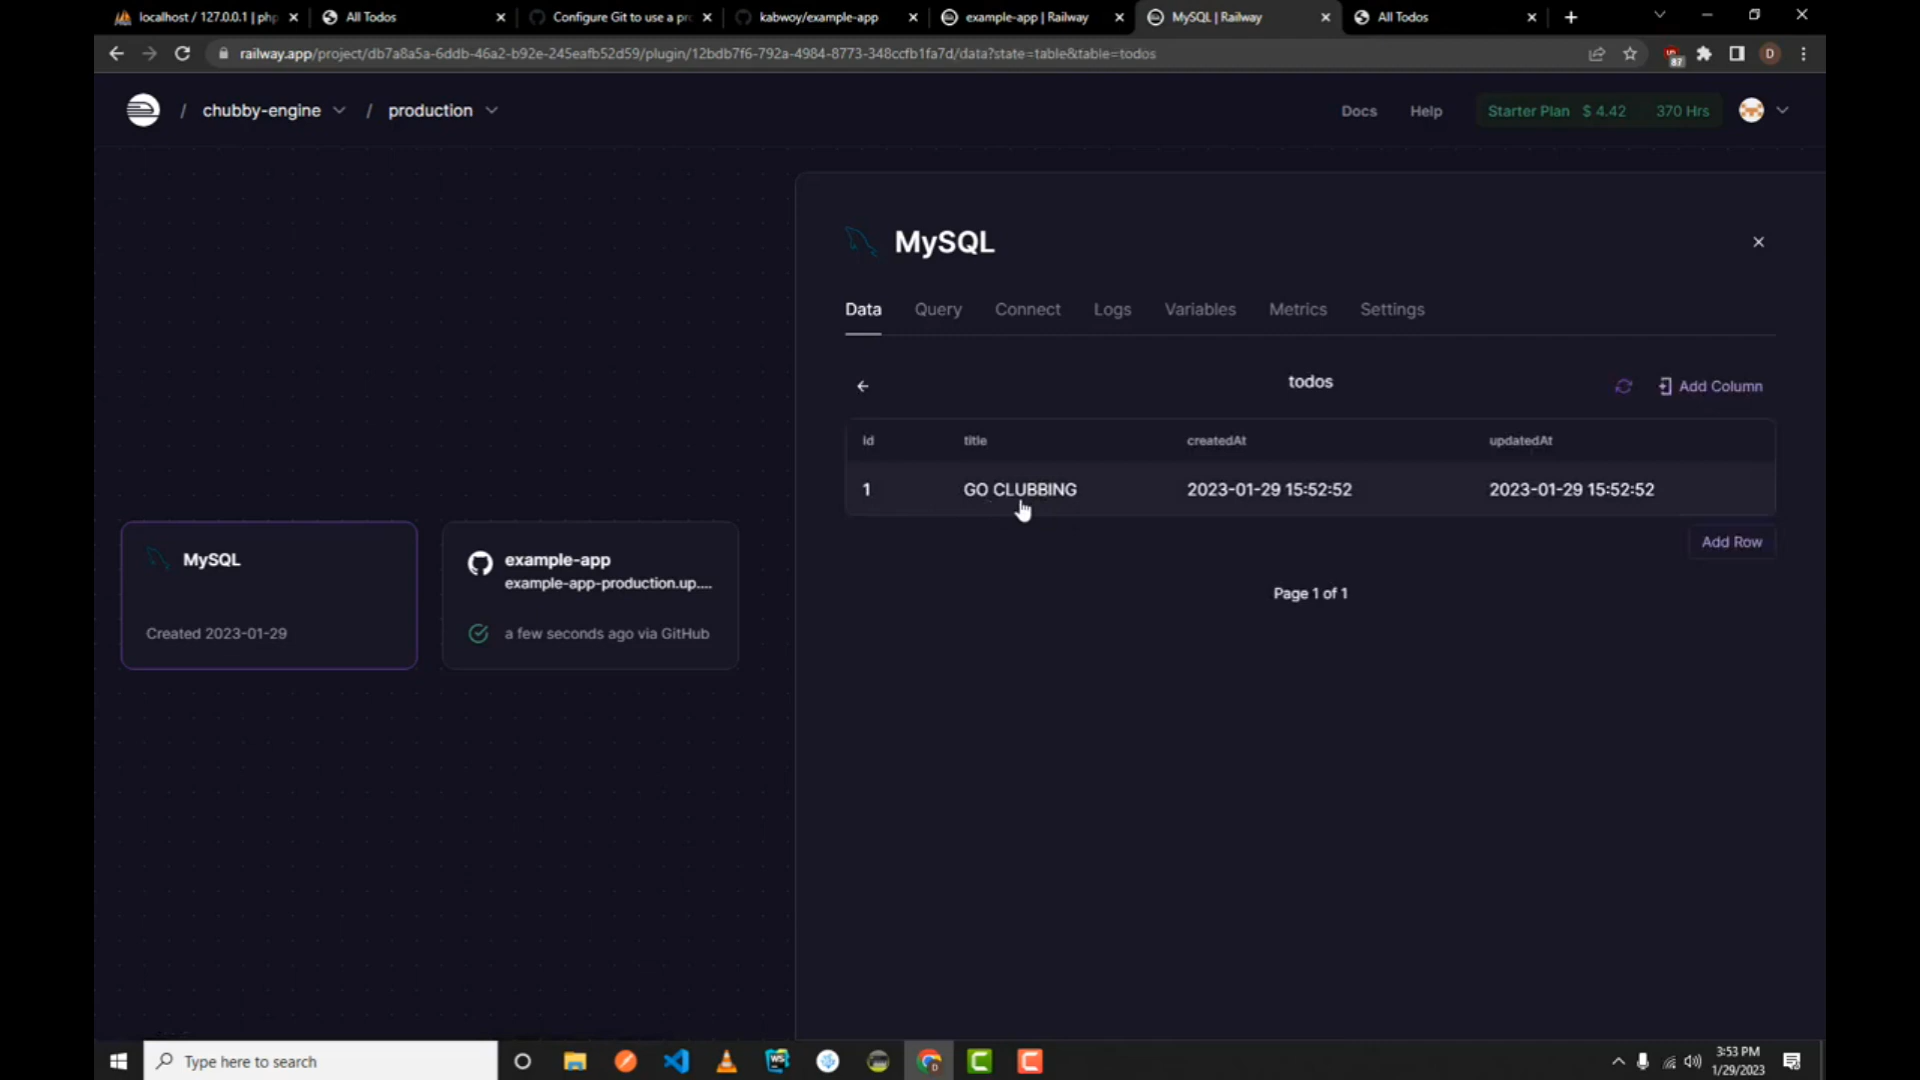 localhost / 127.0.0.1 | php
All Todos
Configure Git to use a pro
kabwoy/example-app
example-app | Railway
MySQL | Railway
All Todos
railway.app/project/db7a8a5a-6ddb-46a2-b92e-245eafb52d59/plugin/12bdb7f6-792a-4984-8773-348ccfb1fa7d/data?state=table&table=todos
87
D
/ chubby-engine / production
Docs
Help
Starter Plan $ 4.42 370 Hrs
MySQL
Data Query Connect Logs Variables Metrics Settings
todos
Add Column
id title createdAt updatedAt
1 GO CLUBBING 2023-01-29 15:52:52 2023-01-29 15:52:52
Add Row
Page 1 of 1
MySQL
Created 2023-01-29
example-app
example-app-production.up....
a few seconds ago via GitHub
Type here to search
WS
3:53 PM
1/29/2023